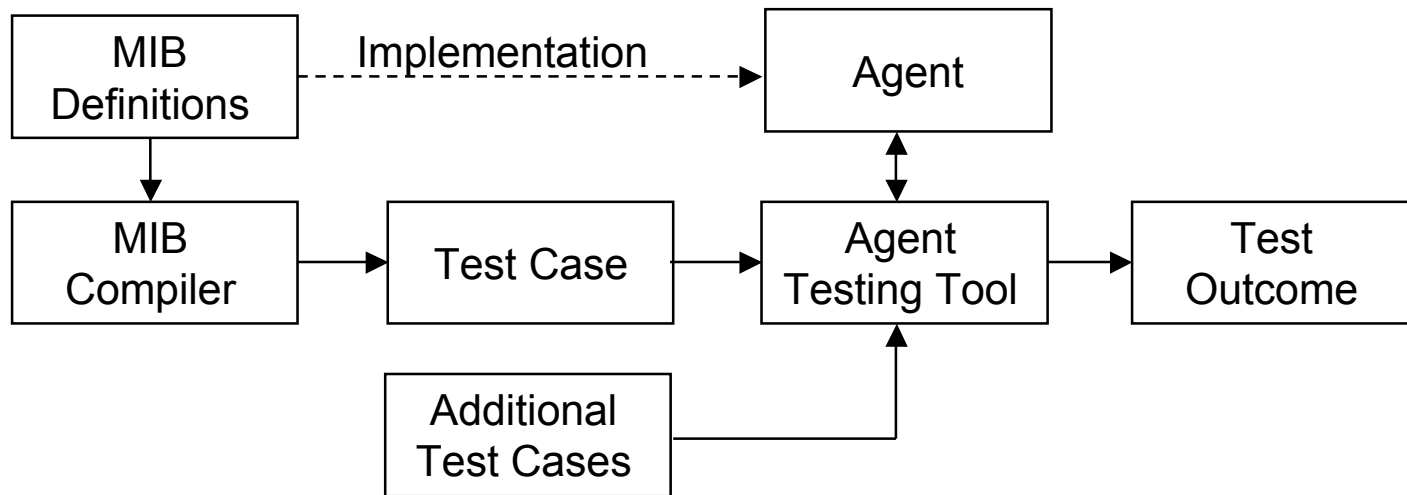 MIB
Definitions
Implementation
Agent
MIB
Compiler
Test Case
Agent
Testing Tool
Test
Outcome
Additional
Test Cases